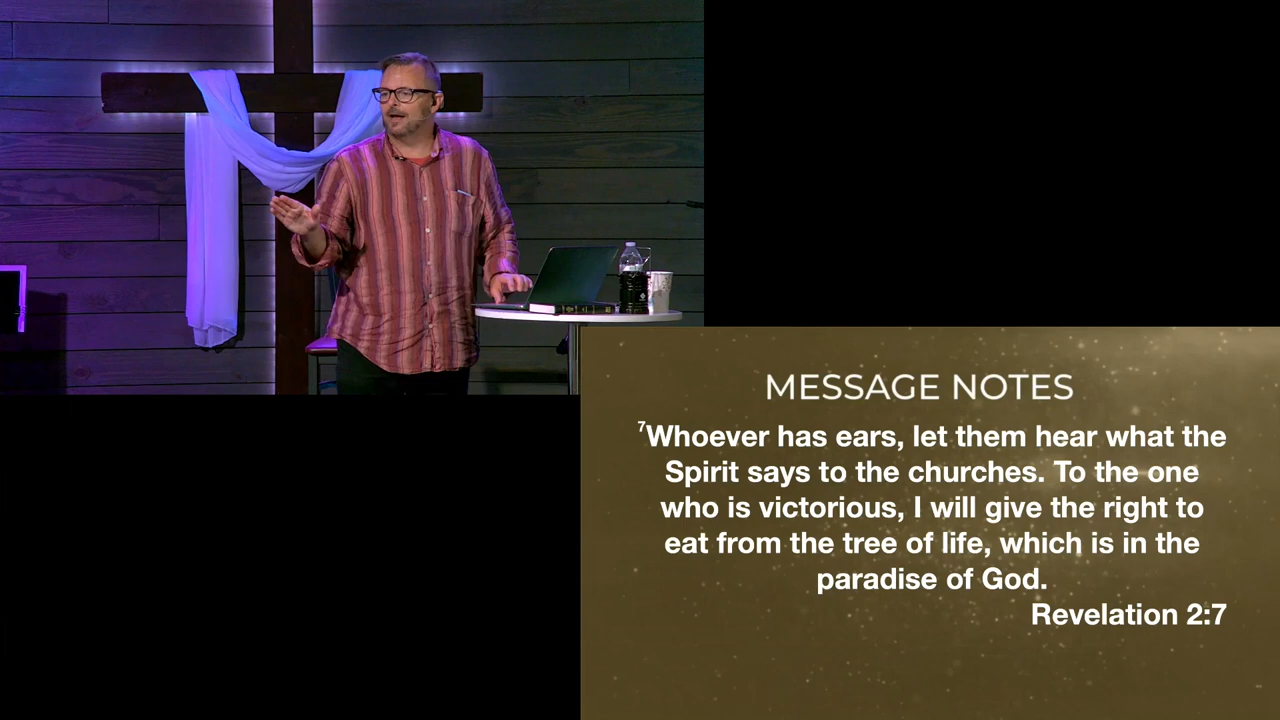 MESSAGE NOTES
⁷Whoever has ears, let them hear what the
Spirit says to the churches. To the one
who is victorious, I will give the right to
eat from the tree of life, which is in the
paradise of God.
Revelation 2:7